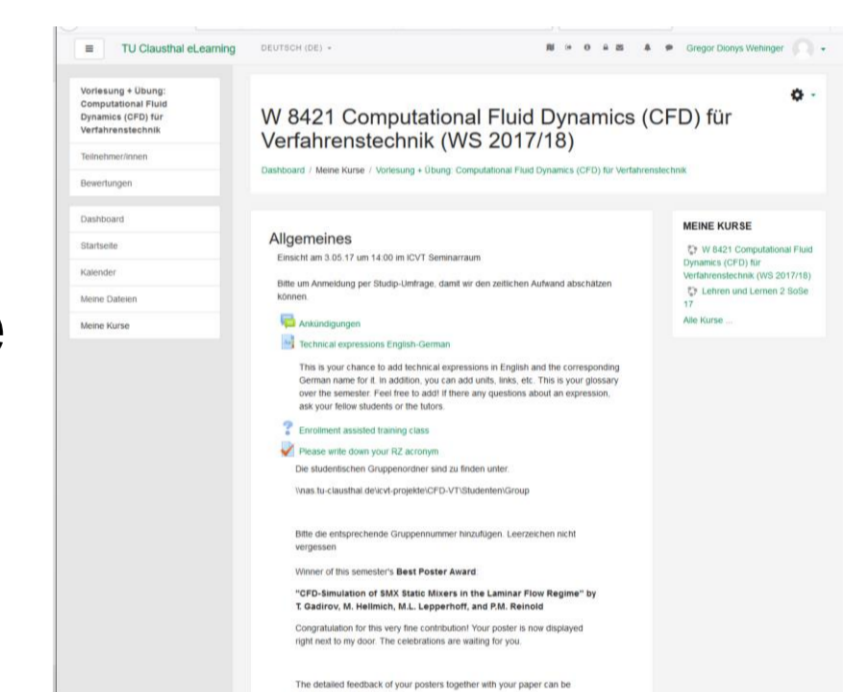 TU Clausthal eLearning
DEUTSCH (DE)
Gregor Dionys Wehinger
Vorlesung + Übung:
Computational Fluid
Dynamics (CFD) für
Verfahrenstechnik
Teilnehmer/innen
Bewertungen
Dashboard
Startseite
Kalender
Meine Dateien
Meine Kurse
e
W 8421 Computational Fluid Dynamics (CFD) für
Verfahrenstechnik (WS 2017/18)
Dashboard / Meine Kurse / Vorlesung + Übung: Computational Fluid Dynamics (CFD) für Verfahrenstechnik
Allgemeines
Einsicht am 3.05.17 um 14:00 im ICVT Seminarraum
Bitte um Anmeldung per Studip-Umfrage, damit wir den zeitlichen Aufwand abschätzen
können.
Ankündigungen
Technical expressions English-German
This is your chance to add technical expressions in English and the corresponding
German name for it. In addition, you can add units, links, etc. This is your glossary
over the semester. Feel free to add! If there any questions about an expression,
ask your fellow students or the tutors.
Enrollment assisted training class
Please write down your RZ acronym
Die studentischen Gruppenordner sind zu finden unter:
\\nas.tu-clausthal.de\icvt-projekte\CFD-VT\Studenten\Group
Bitte die entsprechende Gruppennummer hinzufügen. Leerzeichen nicht
vergessen
Winner of this semester's Best Poster Award:
"CFD-Simulation of SMX Static Mixers in the Laminar Flow Regime" by
T. Gadirov, M. Hellmich, M.L. Lepperhoff, and P.M. Reinold
Congratulation for this very fine contribution! Your poster is now displayed
right next to my door. The celebrations are waiting for you.
The detailed feedback of your posters together with your paper can be
MEINE KURSE
W 8421 Computational Fluid
Dynamics (CFD) für
Verfahrenstechnik (WS 2017/18)
Lehren und Lernen 2 SoSe
17
Alle Kurse ...